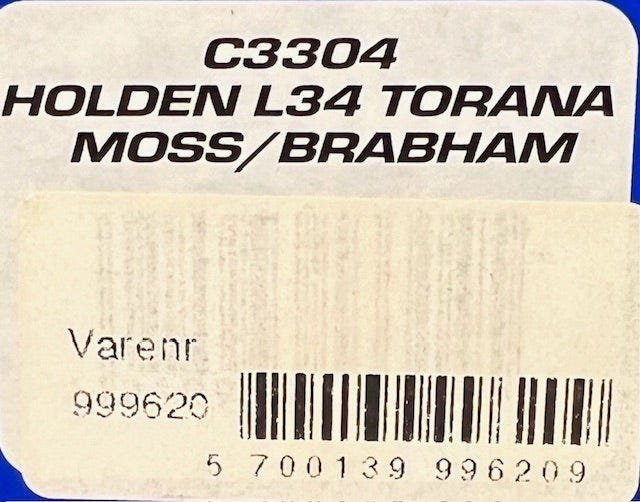 C3304
HOLDEN L34 TORANA
MOSS/BRABHAM
Varenr
999620
5 700139 996209